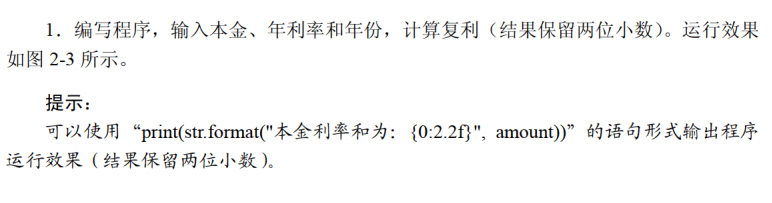 1．编写程序，输入本金、年利率和年份，计算复利（结果保留两位小数）。运行效果
如图 2-3 所示。
提示：
可以使用“print(str.format("本金利率和为： {0:2.2f}", amount))”的语句形式输出程序
运行效果（结果保留两位小数）。